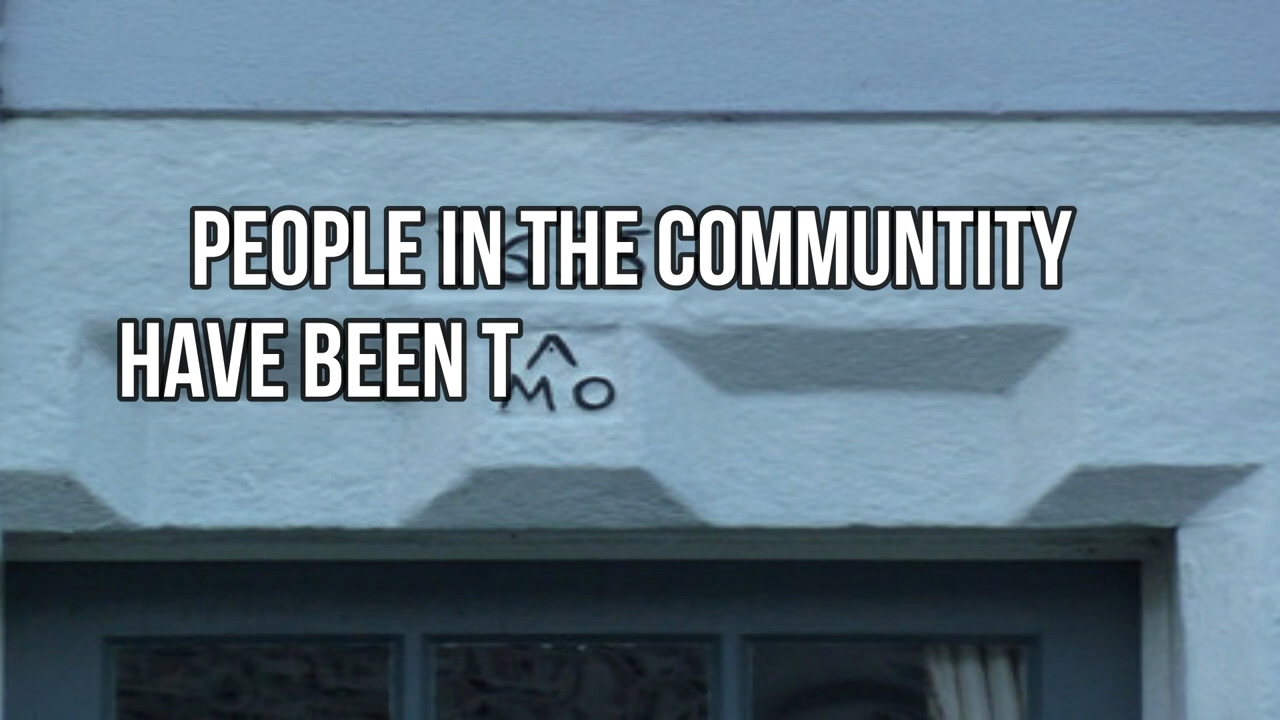 PEOPLE IN THE COMMUNTITY
HAVE BEEN T
Λ
M O